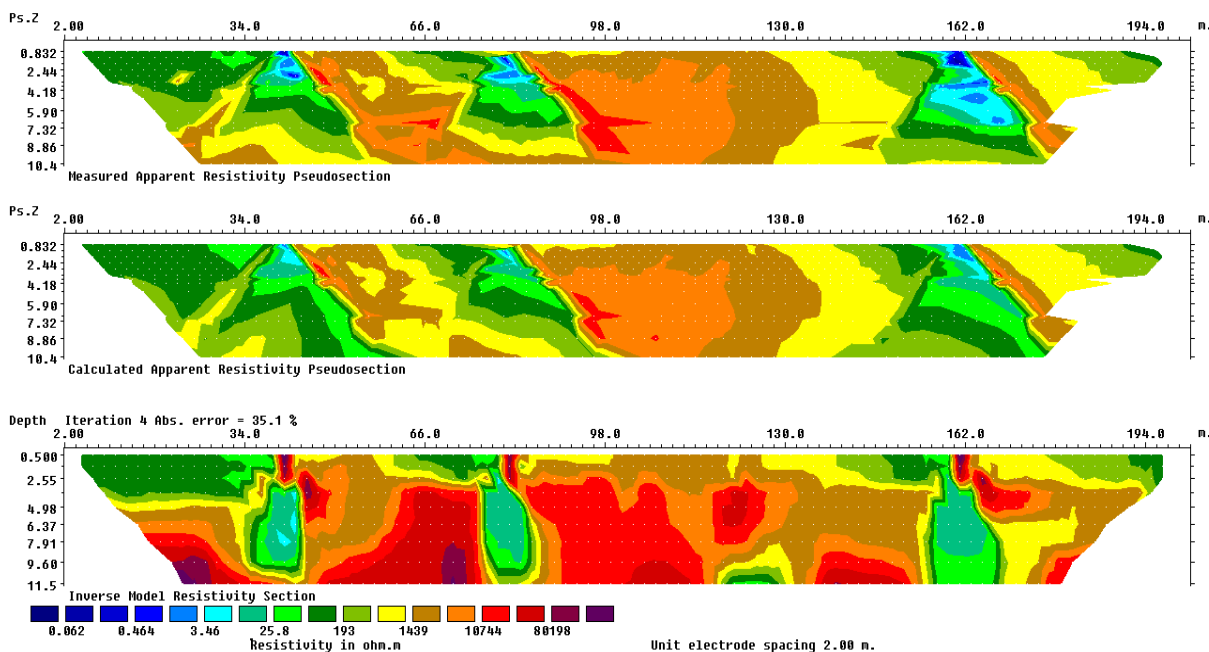 Ps.Z 2.00 34.0 66.0 98.0 130.0 162.0 194.0 m.
0.832
2.44
4.18
5.90
7.32
8.86
10.4
Measured Apparent Resistivity Pseudosection
Ps.Z 2.00 34.0 66.0 98.0 130.0 162.0 194.0 m.
0.832
2.44
4.18
5.90
7.32
8.86
10.4
Calculated Apparent Resistivity Pseudosection
Depth Iteration 4 Abs. error = 35.1 %
2.00 34.0 66.0 98.0 130.0 162.0 194.0 m.
0.500
2.55
4.98
6.37
7.91
9.60
11.5
Inverse Model Resistivity Section
0.062 0.464 3.46 25.8 193 1439 10744 80198
Resistivity in ohm.m Unit electrode spacing 2.00 m.